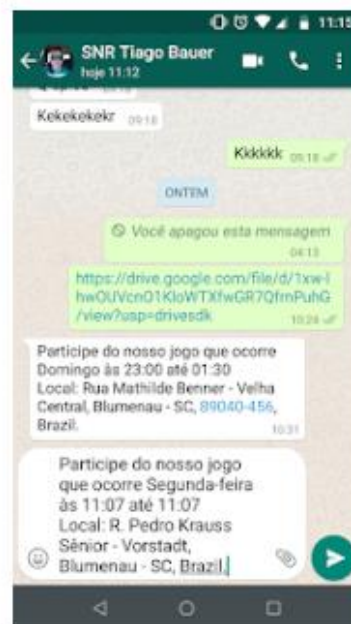 11:15
SNR Tiago Bauer
hoje 11:12
Kekekekekr 09:18
Kkkkkk 09:18
ONTEM
Você apagou esta mensagem
04:13
https://drive.google.com/file/d/1xw-l
hwOUVcnO1KloWTXfwGR7QfmPuhG
/view?usp=drivesdk
10:24
Participe do nosso jogo que ocorre
Domingo às 23:00 até 01:30
Local: Rua Mathilde Benner - Velha
Central, Blumenau - SC, 89040-456,
Brazil.
10:31
Participe do nosso jogo
que ocorre Segunda-feira
às 11:07 até 11:07
Local: R. Pedro Krauss
Sênior - Vorstadt,
Blumenau - SC, Brazil.